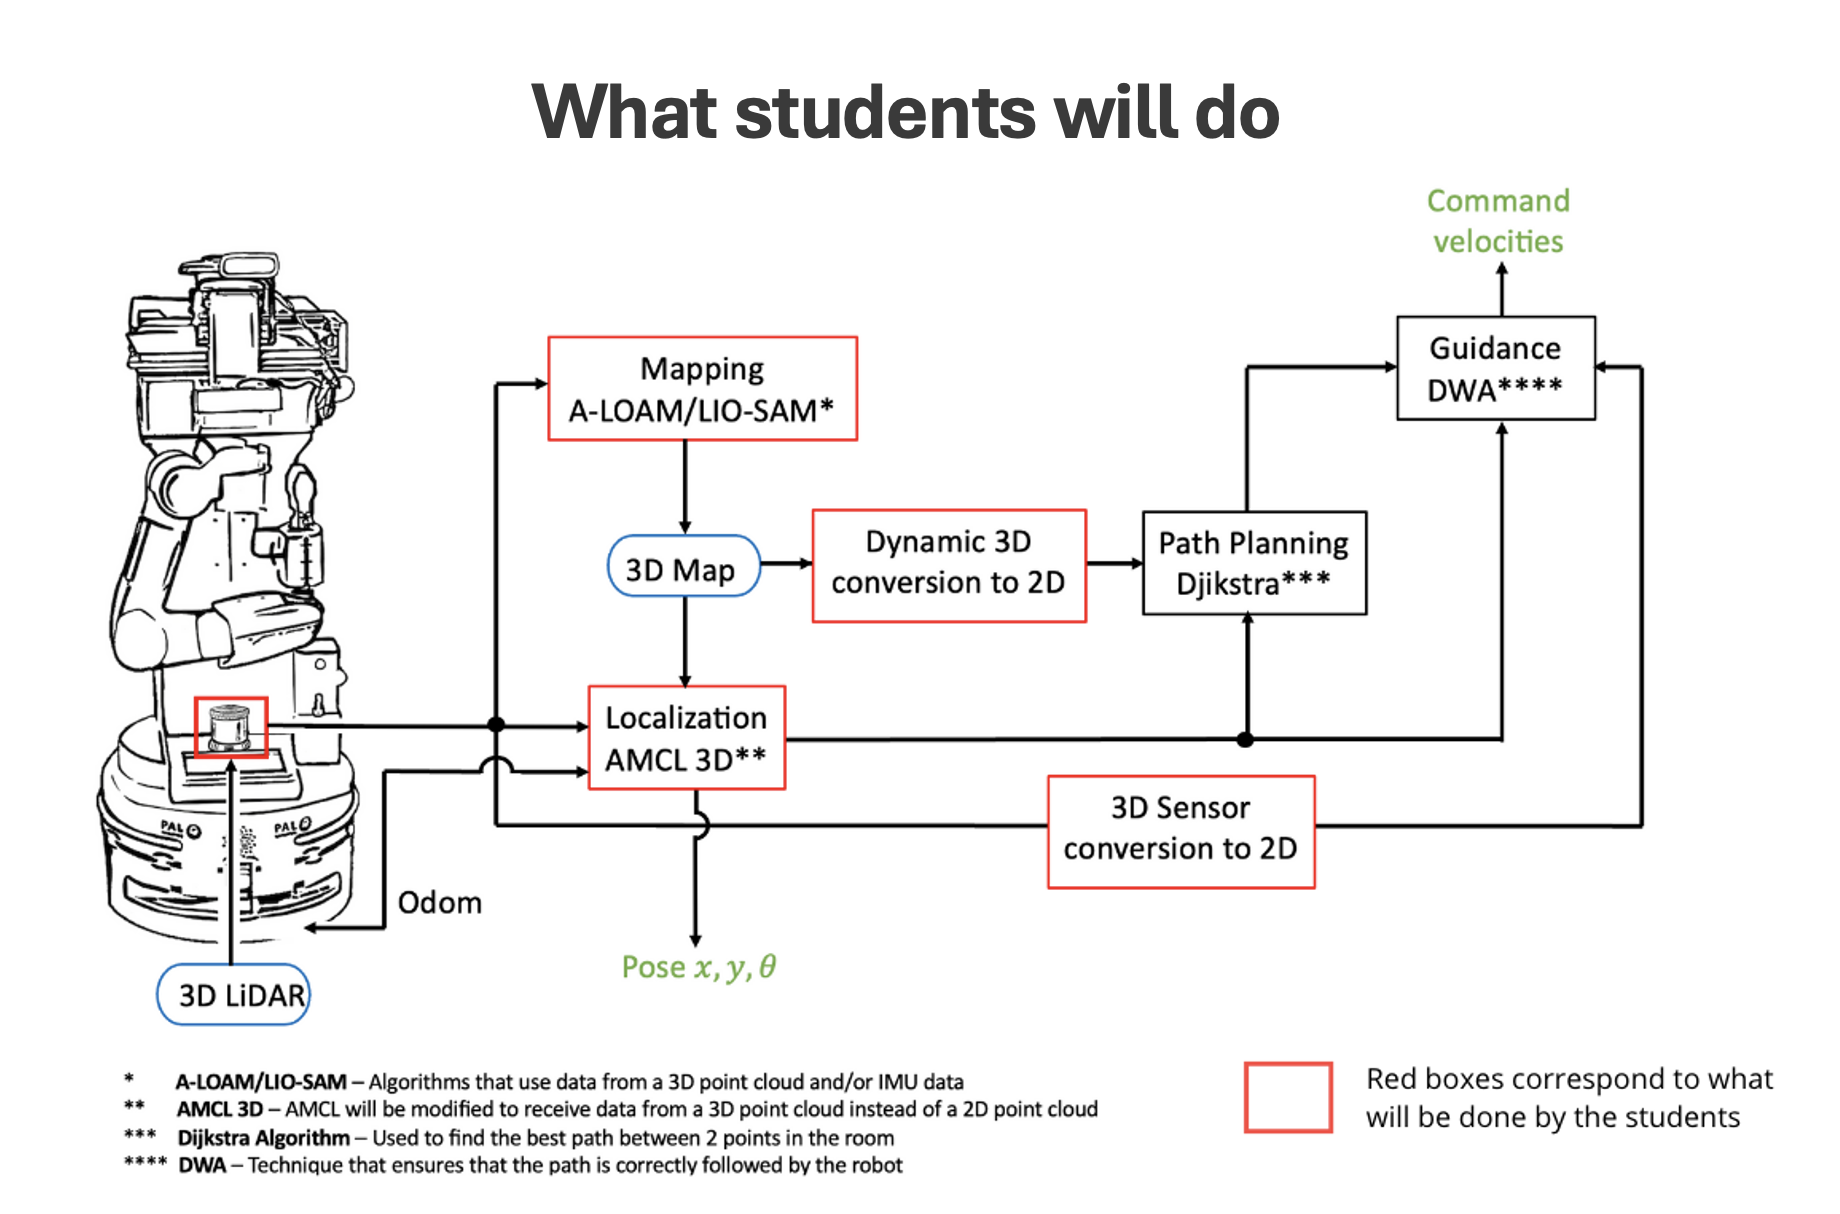 What students will do
Command
velocities
Guidance
DWA****
Mapping
A-LOAM/LIO-SAM*
3D Map
Dynamic 3D
conversion to 2D
Path Planning
Djikstra***
Localization
AMCL 3D**
3D Sensor
conversion to 2D
PAL
PAL
Odom
Pose x, y, θ
3D LiDAR
* A-LOAM/LIO-SAM – Algorithms that use data from a 3D point cloud and/or IMU data
** AMCL 3D – AMCL will be modified to receive data from a 3D point cloud instead of a 2D point cloud
*** Dijkstra Algorithm – Used to find the best path between 2 points in the room
**** DWA – Technique that ensures that the path is correctly followed by the robot
Red boxes correspond to what
will be done by the students